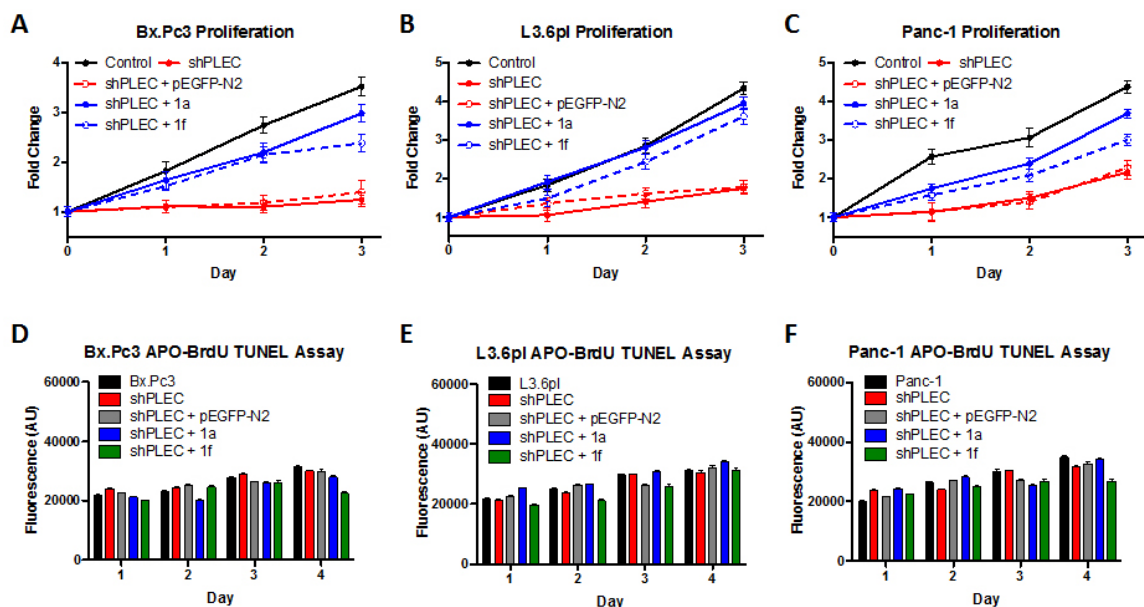 A
Bx.Pc3 Proliferation
Control shPLEC
shPLEC + pEGFP-N2
shPLEC + 1a
shPLEC + 1f
Fold Change
4
3
2
1
0 1 2 3
Day
B
L3.6pl Proliferation
Control
shPLEC
shPLEC + pEGFP-N2
shPLEC + 1a
shPLEC + 1f
Fold Change
5
4
3
2
1
0 1 2 3
Day
C
Panc-1 Proliferation
Control shPLEC
shPLEC + pEGFP-N2
shPLEC + 1a
shPLEC + 1f
Fold Change
5
4
3
2
1
0 1 2 3
Day
D
Bx.Pc3 APO-BrdU TUNEL Assay
Bx.Pc3
shPLEC
shPLEC + pEGFP-N2
shPLEC + 1a
shPLEC + 1f
Fluorescence (AU)
60000
40000
20000
0
1 2 3 4
Day
E
L3.6pl APO-BrdU TUNEL Assay
L3.6pl
shPLEC
shPLEC + pEGFP-N2
shPLEC + 1a
shPLEC + 1f
Fluorescence (AU)
60000
40000
20000
0
1 2 3 4
Day
F
Panc-1 APO-BrdU TUNEL Assay
Panc-1
shPLEC
shPLEC + pEGFP-N2
shPLEC + 1a
shPLEC + 1f
Fluorescence (AU)
60000
40000
20000
0
1 2 3 4
Day